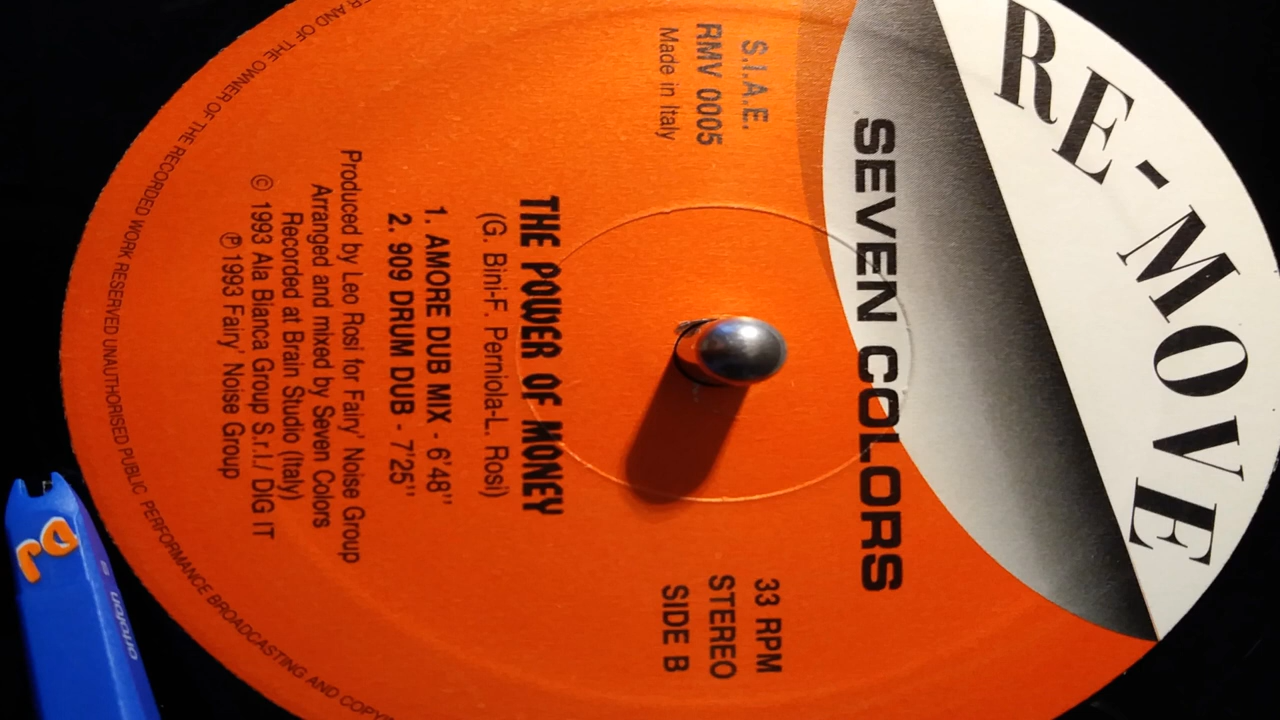 RE-MOVE
SEVEN COLORS
S.I.A.E.
RMV 0005
Made in Italy
33 RPM
STEREO
SIDE B
THE POWER OF MONEY
(G. Bini-F. Perniola-L. Rosi)
1. AMORE DUB MIX - 6'48"
2. 909 DRUM DUB - 7'25"
Produced by Leo Rosi for Fairy' Noise Group
Arranged and mixed by Seven Colors
Recorded at Brain Studio (Italy)
© 1993 Ala Bianca Group S.r.l./ DIG IT
℗ 1993 Fairy' Noise Group
AND OF THE OWNER OF THE RECORDED WORK RESERVED UNAUTHORISED PUBLIC PERFORMANCE BROADCASTING AND
ortofon